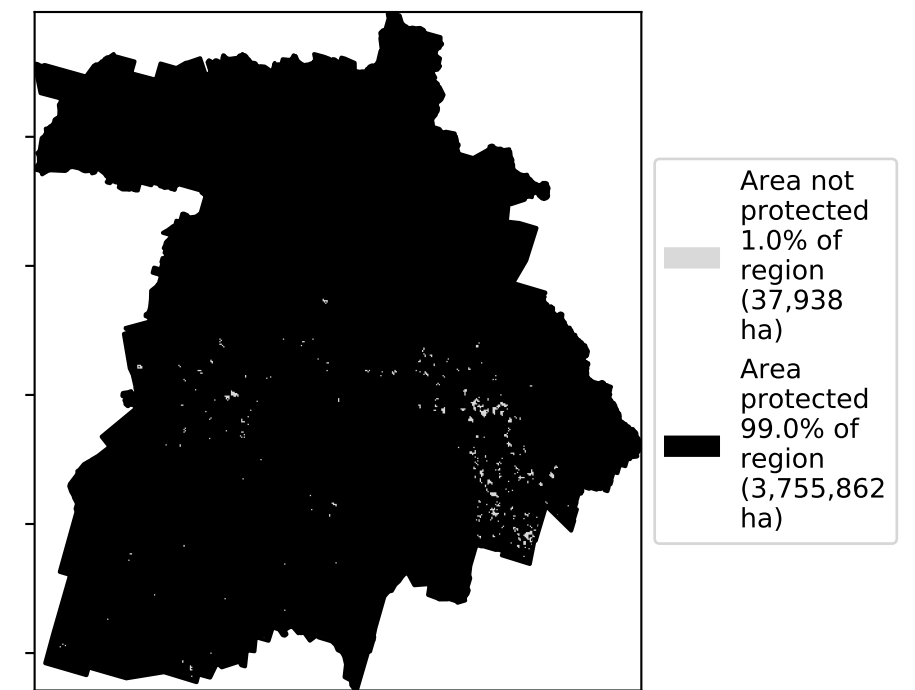 Area not
protected
1.0% of
region
(37,938
ha)
Area
protected
99.0% of
region
(3,755,862
ha)